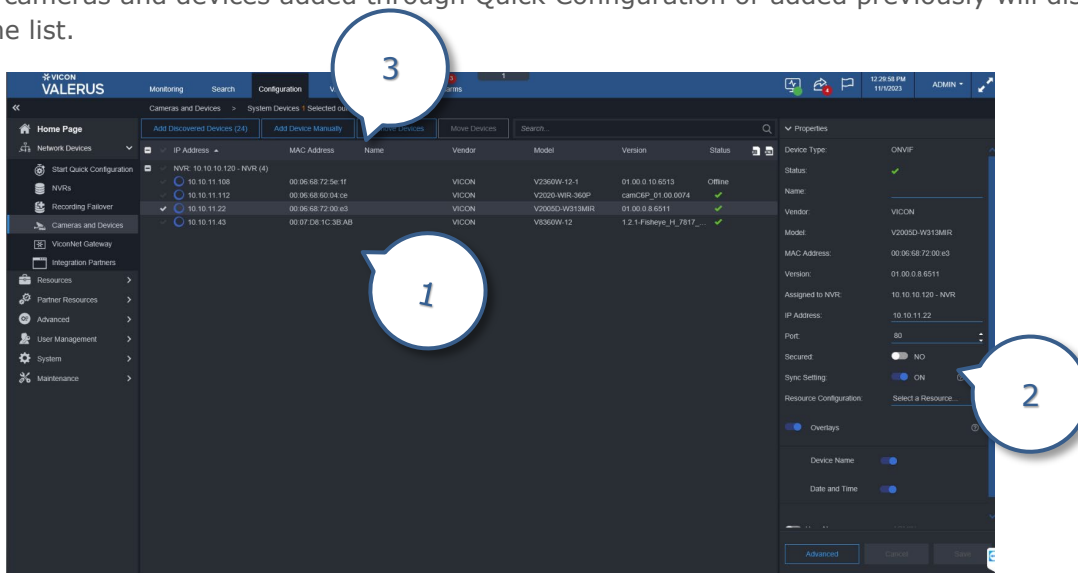 cameras and devices added through Quick Configuration or added previously will
he list.
3
VICON
VALERUS
Monitoring Search Configuration
3
1
12:29:58 PM
11/1/2023
ADMIN
4
Cameras and Devices > System Devices 1 Selected
Home Page
Add Discovered Devices (24) Add Device Manually Devices Move Devices Search...
Properties
Network Devices
IP Address MAC Address Name Vendor Model Version Status
Device Type: ONVIF
Start Quick Configuration
NVR: 10.10.10.120 - NVR (4)
Status:
10.10.11.108 00:06:68:72:5e:1f VICON V2360W-12-1 01.00.0.10.6513 Offline
NVRs
10.10.11.112 00:06:68:60:04:ce VICON V2020-WIR-360P camC6P_01.00.0074
Name:
Recording Failover
10.10.11.22 00:06:68:72:00:e3 VICON V2005D-W313MIR 01.00.0.8.6511
Vendor: VICON
Cameras and Devices
10.10.11.43 00:07:D8:1C:3B:AB VICON V8360W-12 1.2.1-Fisheye_H_7817_...
Model: V2005D-W313MIR
ViconNet Gateway
MAC Address: 00:06:68:72:00:e3
Integration Partners
Version: 01.00.0.8.6511
Resources
Assigned to NVR: 10.10.10.120 - NVR
Partner Resources
1
IP Address: 10.10.11.22
Advanced
Port: 80
User Management
Secured: NO
System
Sync Setting: ON
Maintenance
2
Resource Configuration: Select a Resource...
Overlays
Device Name
Date and Time
Advanced Cancel Save